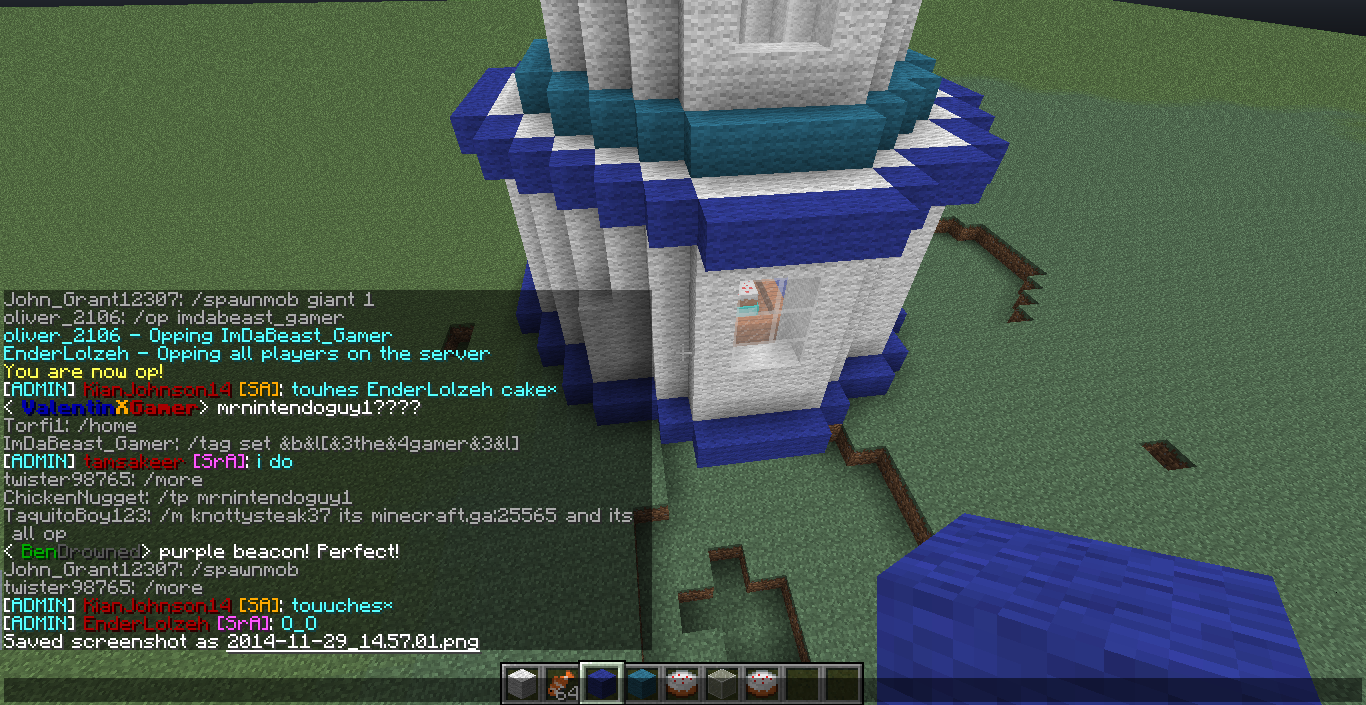 John_Grant12307: /spawnmob giant 1
oliver_2106: /op imdabeast_gamer
oliver_2106 - Opping ImDaBeast_Gamer
EnderLolzeh - Opping all players on the server
You are now op!
[ADMIN] KianJohnson14 [SA]: touhes EnderLolzeh cake*
< ValentinXGamer> mrnintendoguy1????
Torfi1: /home
ImDaBeast_Gamer: /tag set &b&l[&3the&4gamer&3&l]
[ADMIN] tamsakeer [SrA]: i do
twister98765: /more
ChickenNugget: /tp mrnintendoguy1
TaquitoBoy123: /m knottysteak37 its minecraft.ga:25565 and its
all op
< BenDrowned> purple beacon! Perfect!
John_Grant12307: /spawnmob
twister98765: /more
[ADMIN] KianJohnson14 [SA]: touuches*
[ADMIN] EnderLolzeh [SrA]: O_O
Saved screenshot as 2014-11-29_14.57.01.png
64